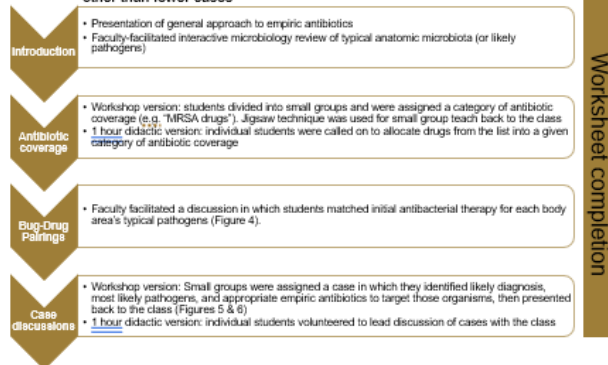 other than fewer cases
Introduction
• Presentation of general approach to empiric antibiotics
• Faculty-facilitated interactive microbiology review of typical anatomic microbiota (or likely
pathogens)
Antibiotic
coverage
• Workshop version: students divided into small groups and were assigned a category of antibiotic
coverage (e.g. “MRSA drugs”). Jigsaw technique was used for small group teach back to the class
• 1 hour didactic version: individual students were called on to allocate drugs from the list into a given
category of antibiotic coverage
Bug-Drug
Pairings
• Faculty facilitated a discussion in which students matched initial antibacterial therapy for each body
area's typical pathogens (Figure 4).
Case
discussions
• Workshop version: Small groups were assigned a case in which they identified likely diagnosis,
most likely pathogens, and appropriate empiric antibiotics to target those organisms, then presented
back to the class (Figures 5 & 6)
• 1 hour didactic version: individual students volunteered to lead discussion of cases with the class
Worksheet completion